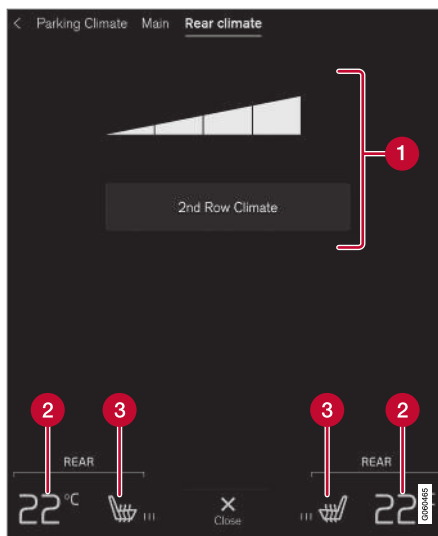 Parking Climate Main Rear climate
1
2nd Row Climate
2 3 3 2
REAR REAR
22 °C 22
Close
G060465